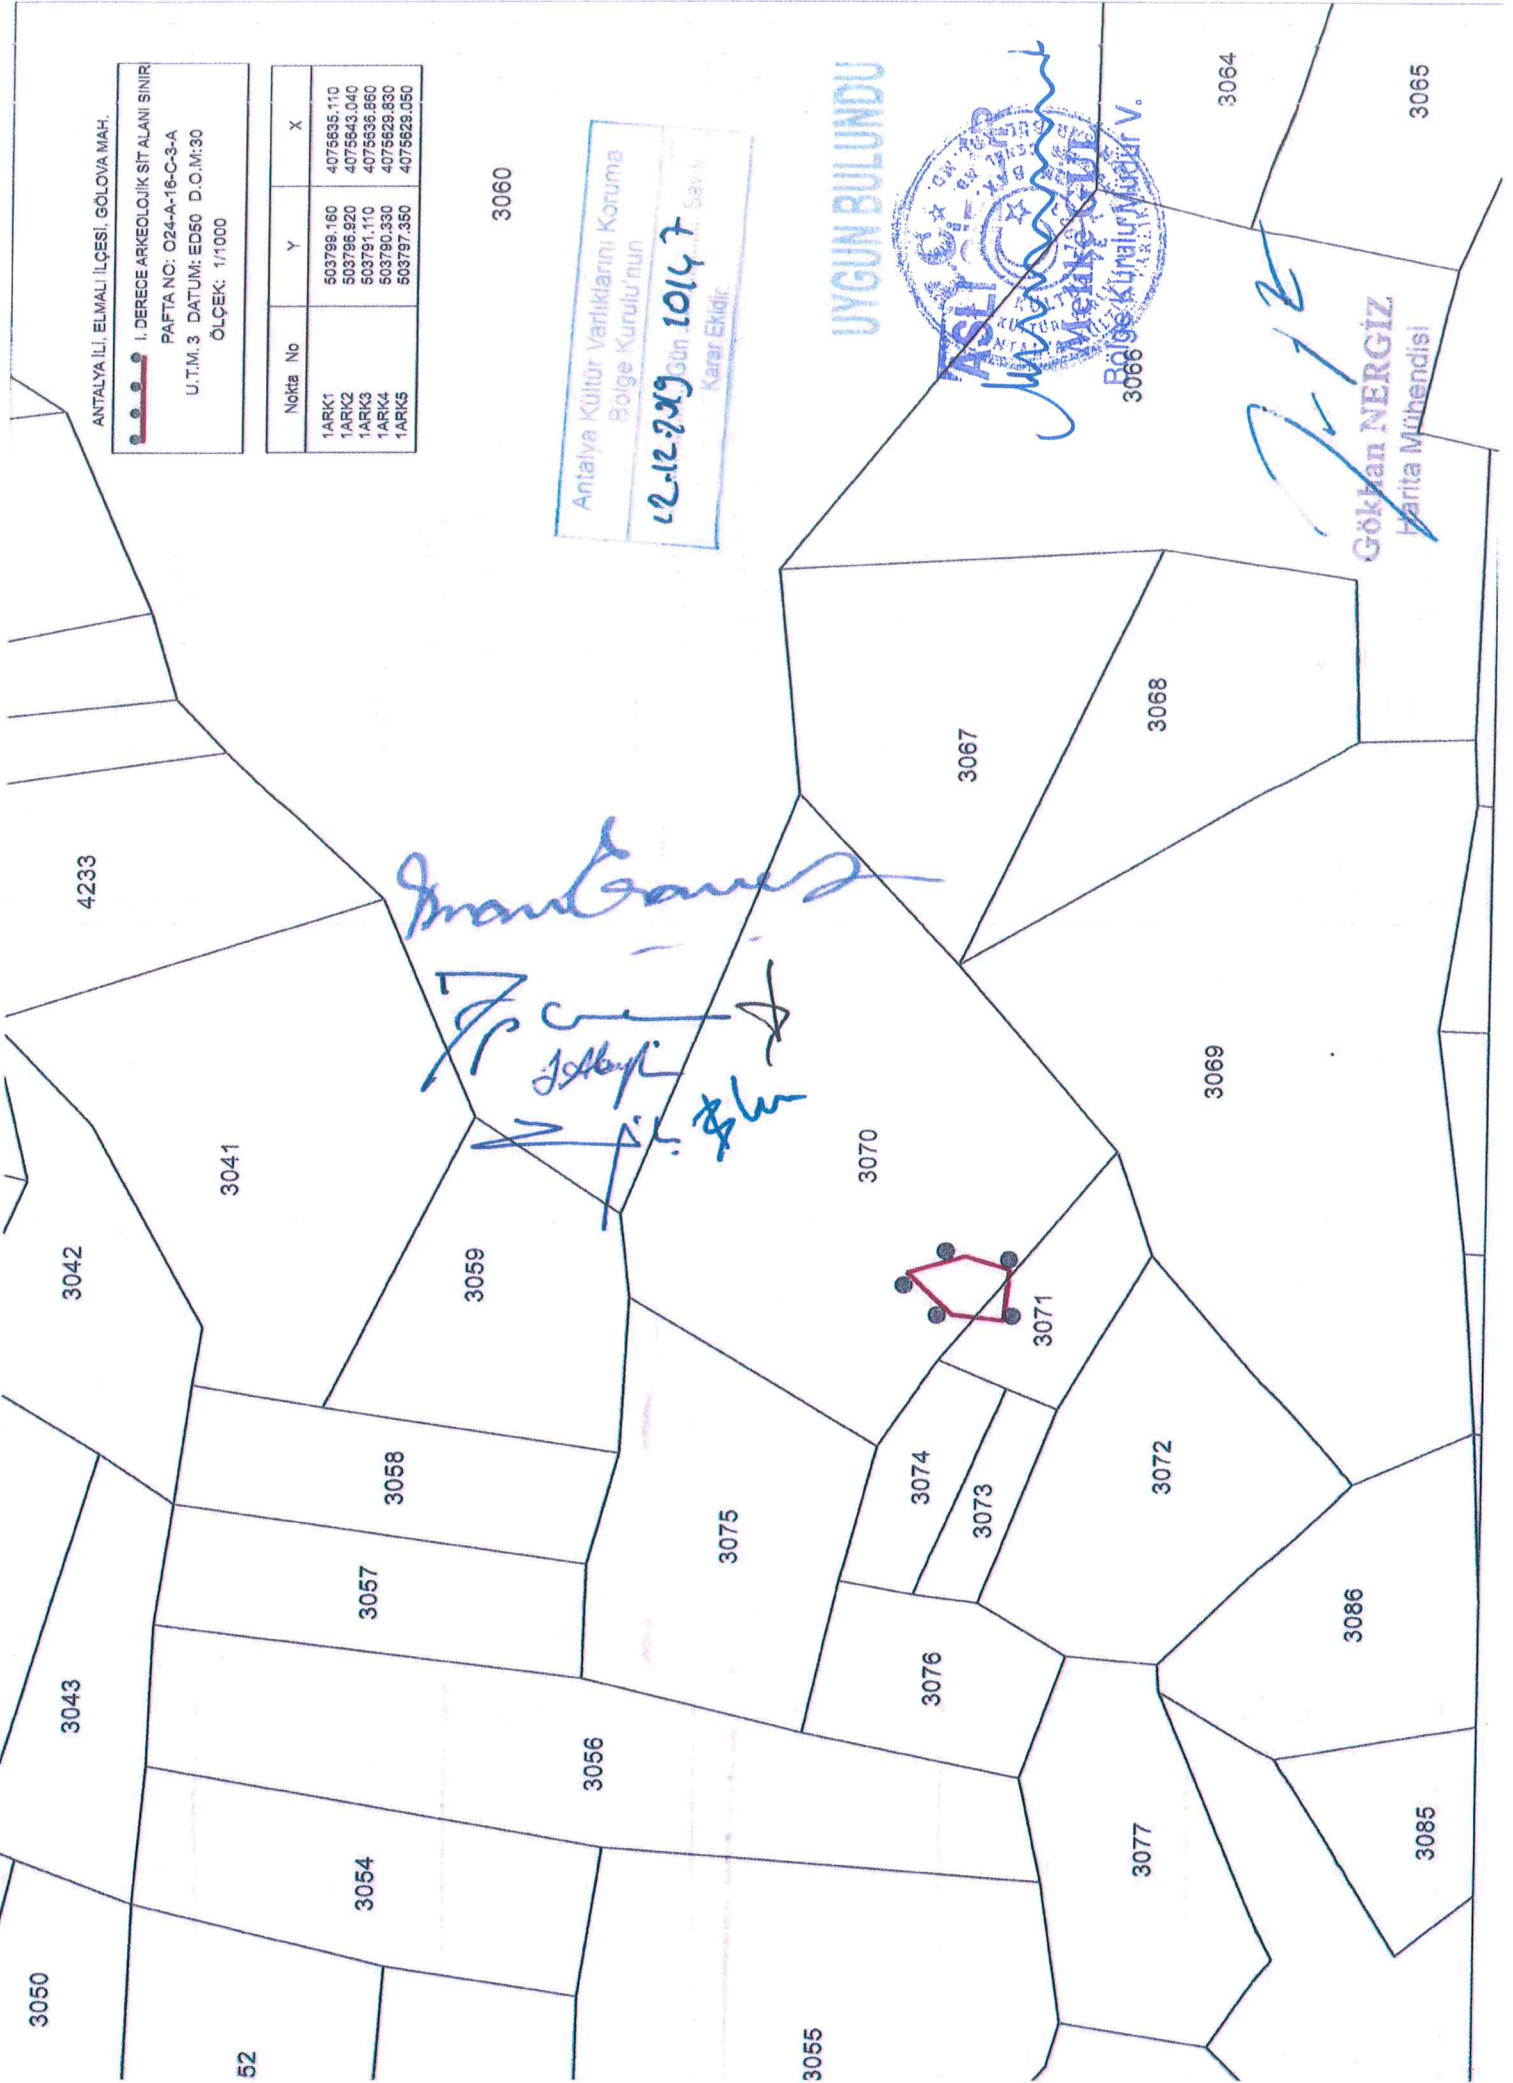 ANTALYA İLİ, ELMALI İLÇESİ, GÖLOVA MAH.
I. DERECE ARKEOLOJİK SİT ALANI SINIRI
PAFTA NO: O24-A-16-C-3-A
U.T.M.3 DATUM: ED50 D.O.M:30
ÖLÇEK: 1/1000
Nokta No Y X
1ARK1 503799.160 4075635.110
1ARK2 503796.920 4075643.040
1ARK3 503791.110 4075636.860
1ARK4 503790.330 4075629.830
1ARK5 503797.350 4075629.050
Antalya Kültür Varlıklarını Koruma
Bölge Kurulu'nun
12.12.2019 Gün 10147 Sayılı
Karar Ekidir.
UYGUN BULUNDU
ASLI
Melike
Bölge Kurulu Müdür V.
Gökhan NERGİZ
Harita Mühendisi
4233
3060
3064
3065
3066
3067
3068
3069
3070
3041
3042
3059
3071
3058
3074
3073
3072
3075
3057
3043
3076
3086
3056
3054
3077
3085
3050
52
3055